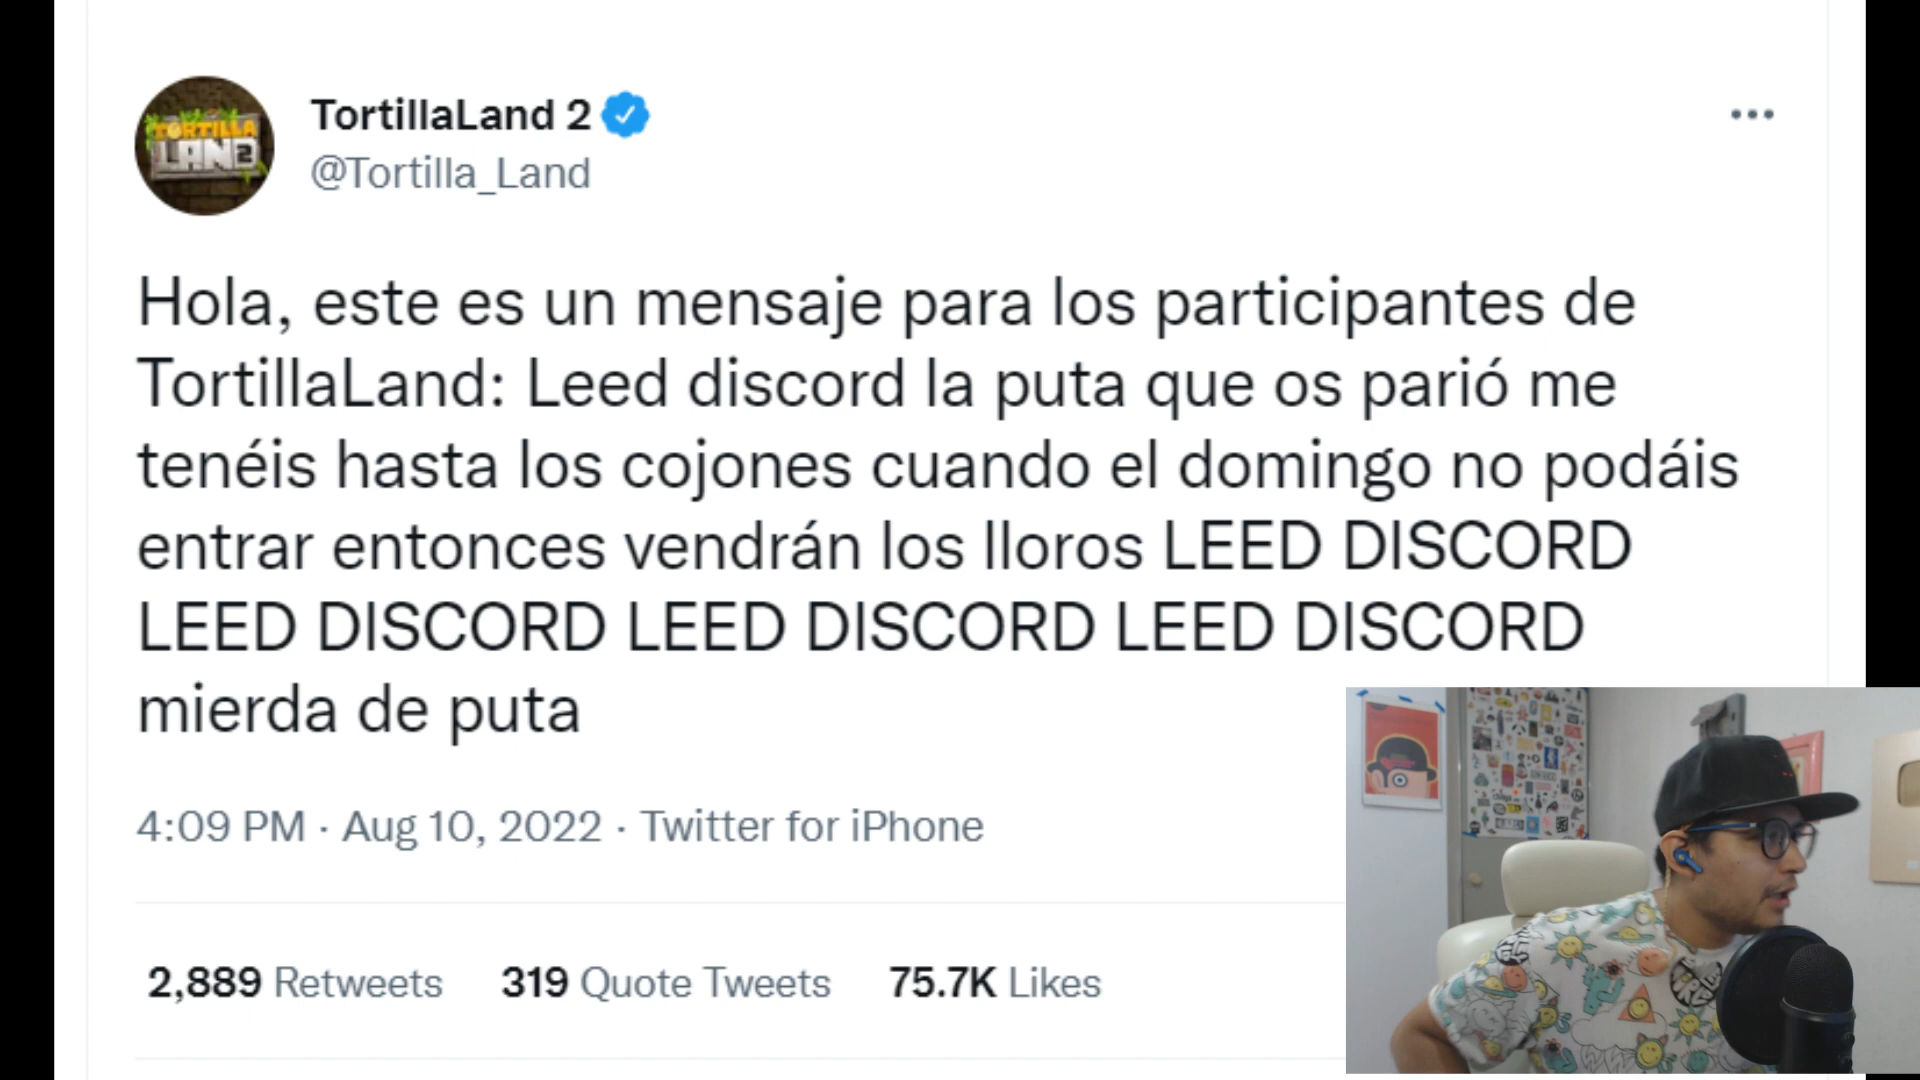 TORTILLA
LAND2
TortillaLand 2
@Tortilla_Land
Hola, este es un mensaje para los participantes de
TortillaLand: Leed discord la puta que os parió me
tenéis hasta los cojones cuando el domingo no podáis
entrar entonces vendrán los lloros LEED DISCORD
LEED DISCORD LEED DISCORD LEED DISCORD
mierda de puta
4:09 PM · Aug 10, 2022 · Twitter for iPhone
2,889 Retweets 319 Quote Tweets 75.7K Likes